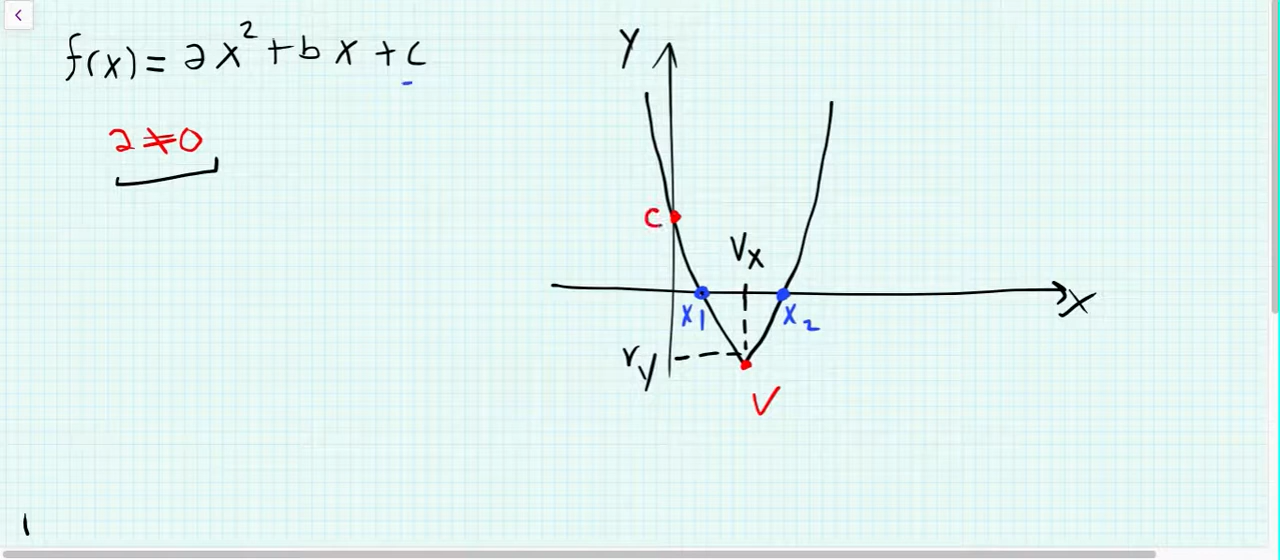 f(x) = ax² + bx + c
a ≠ 0
y
c
Vx
x1
x2
x
Vy
V